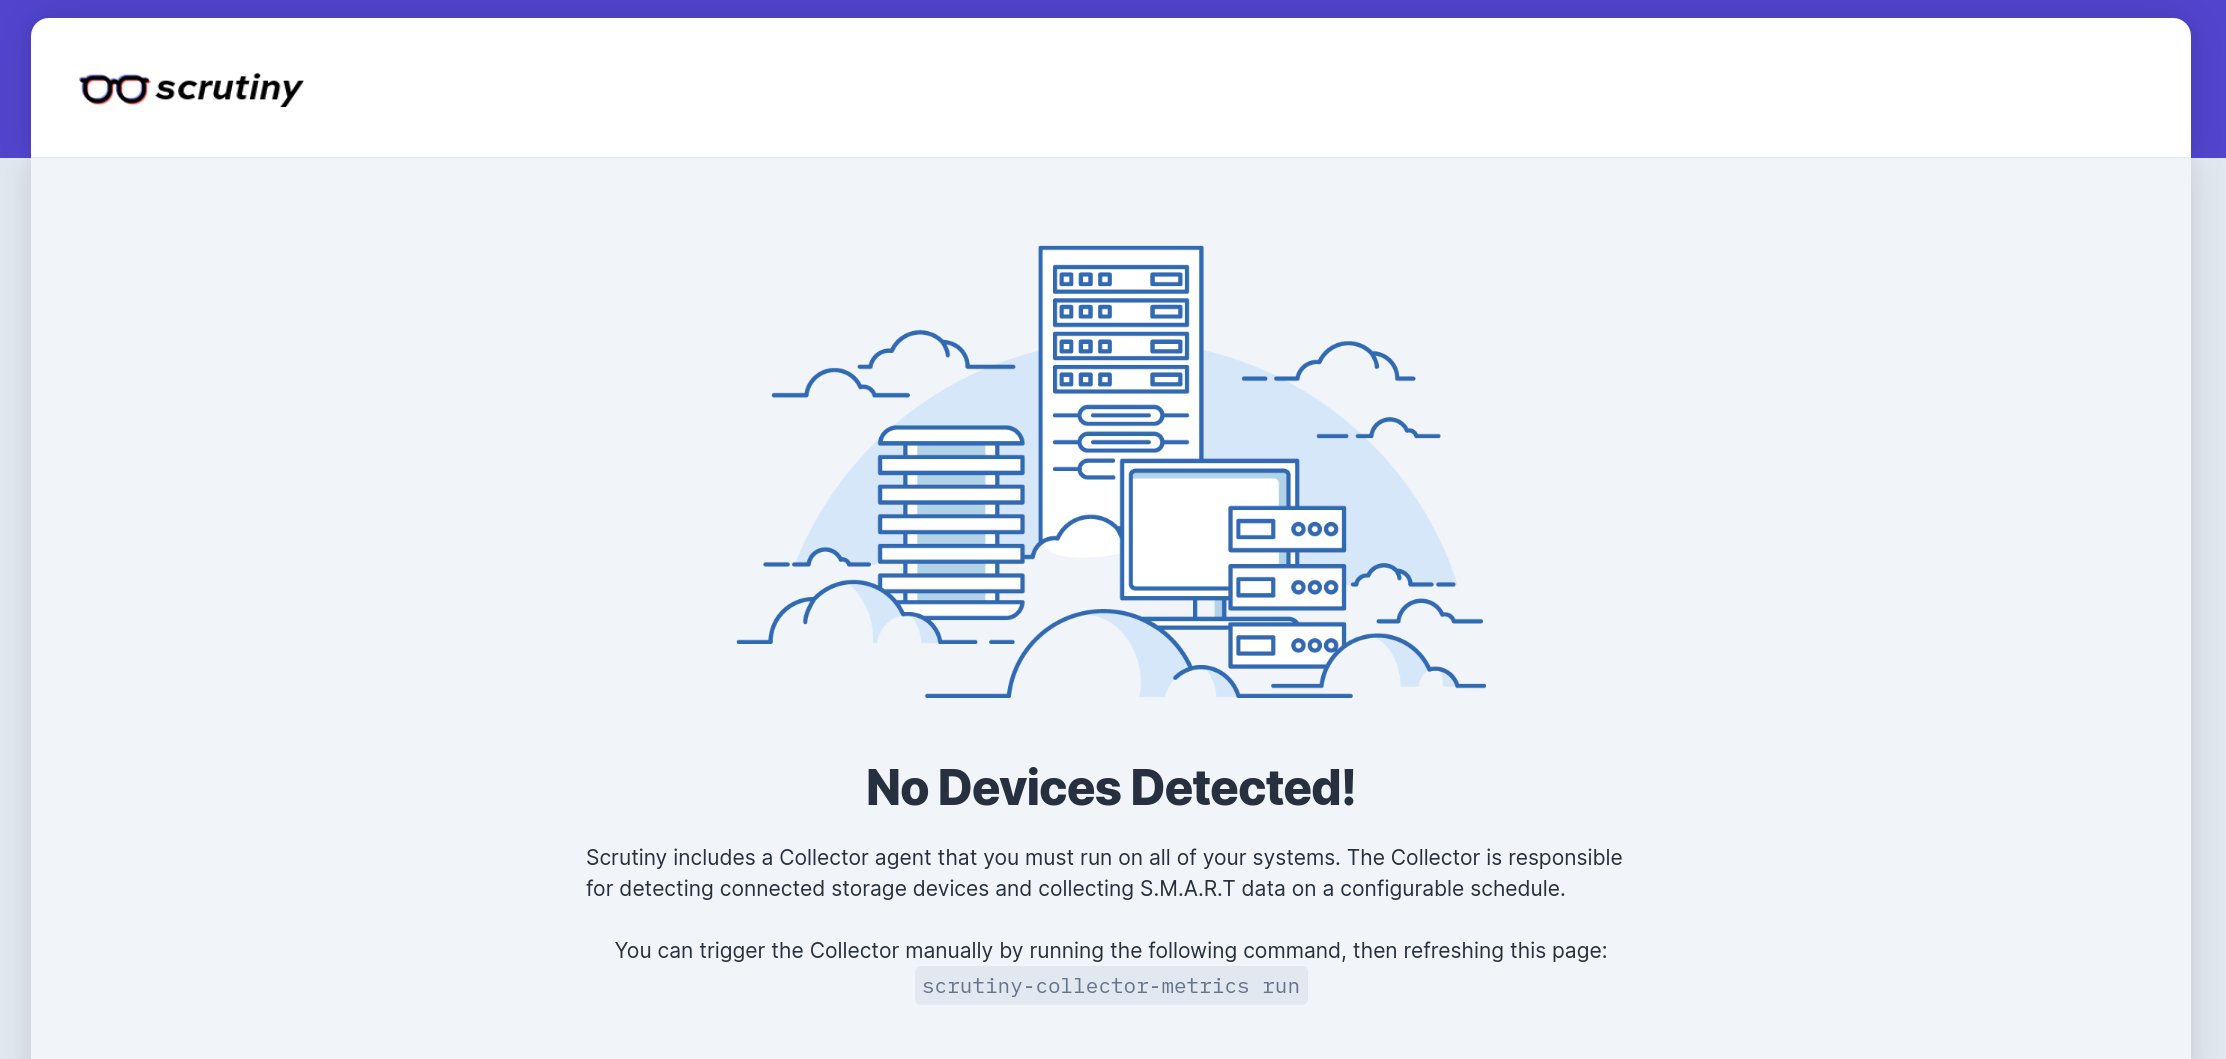 scrutiny
No Devices Detected!
Scrutiny includes a Collector agent that you must run on all of your systems. The Collector is responsible
for detecting connected storage devices and collecting S.M.A.R.T data on a configurable schedule.
You can trigger the Collector manually by running the following command, then refreshing this page:
scrutiny-collector-metrics run